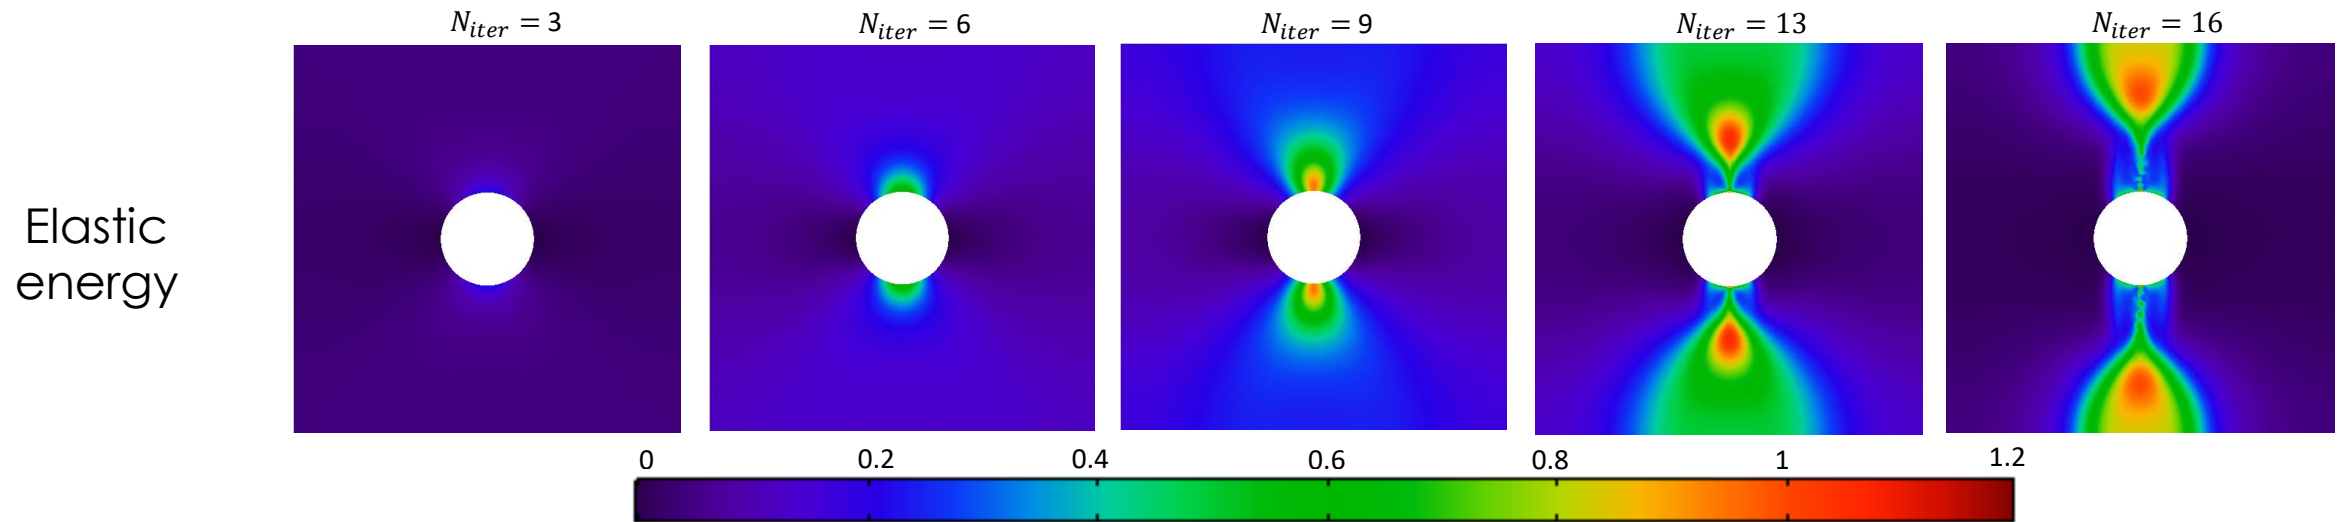 N_iter = 3
N_iter = 6
N_iter = 9
N_iter = 13
N_iter = 16
Elastic
energy
0 0.2 0.4 0.6 0.8 1 1.2